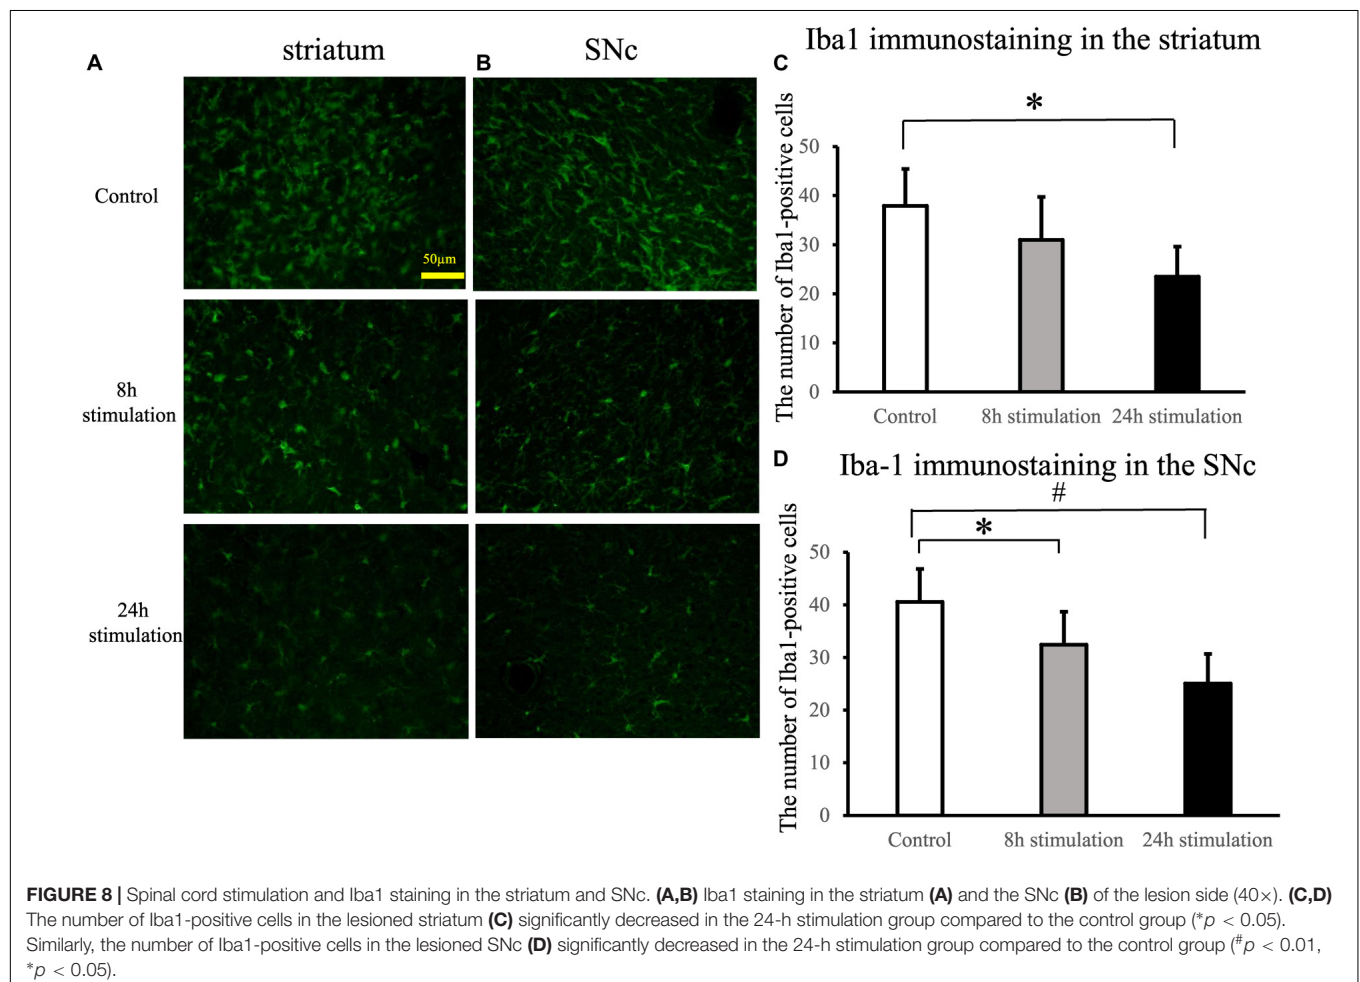 A
striatum
B
SNc
Control
50μm
8h
stimulation
24h
stimulation
C
Iba1 immunostaining in the striatum
*
The number of Iba1-positive cells
50
40
30
20
10
0
Control
8h stimulation
24h stimulation
D
Iba-1 immunostaining in the SNc
#
*
The number of Iba1-positive cells
50
40
30
20
10
0
Control
8h stimulation
24h stimulation
FIGURE 8 | Spinal cord stimulation and Iba1 staining in the striatum and SNc. (A,B) Iba1 staining in the striatum (A) and the SNc (B) of the lesion side (40×). (C,D)
The number of Iba1-positive cells in the lesioned striatum (C) significantly decreased in the 24-h stimulation group compared to the control group (*p < 0.05).
Similarly, the number of Iba1-positive cells in the lesioned SNc (D) significantly decreased in the 24-h stimulation group compared to the control group (#p < 0.01,
*p < 0.05).